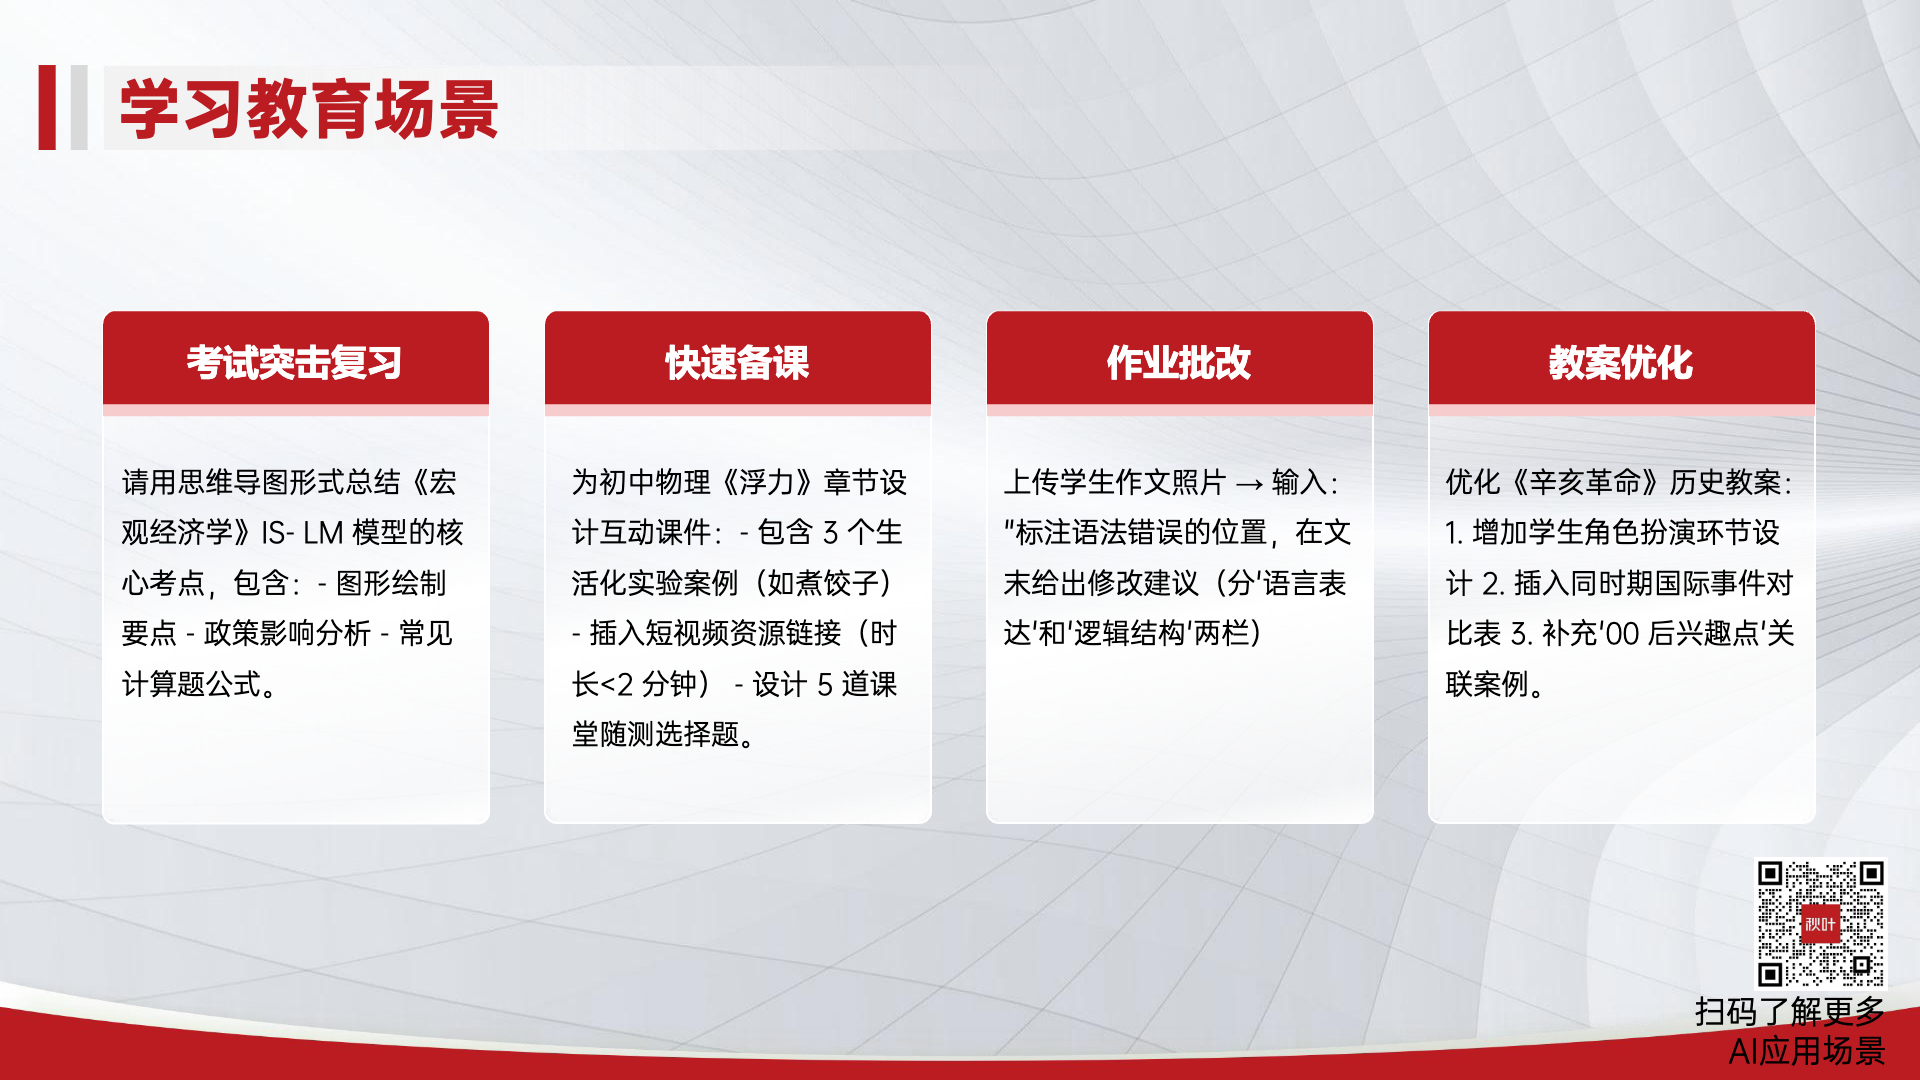 学习教育场景
考试突击复习
请用思维导图形式总结《宏
观经济学》IS- LM 模型的核
心考点，包含：- 图形绘制
要点 - 政策影响分析 - 常见
计算题公式。
快速备课
为初中物理《浮力》章节设
计互动课件：- 包含 3 个生
活化实验案例（如煮饺子）
- 插入短视频资源链接（时
长<2 分钟） - 设计 5 道课
堂随测选择题。
作业批改
上传学生作文照片 → 输入：
"标注语法错误的位置，在文
末给出修改建议（分'语言表
达'和'逻辑结构'两栏）
教案优化
优化《辛亥革命》历史教案：
1. 增加学生角色扮演环节设
计 2. 插入同时期国际事件对
比表 3. 补充'00 后兴趣点'关
联案例。
秋叶
扫码了解更多
AI应用场景